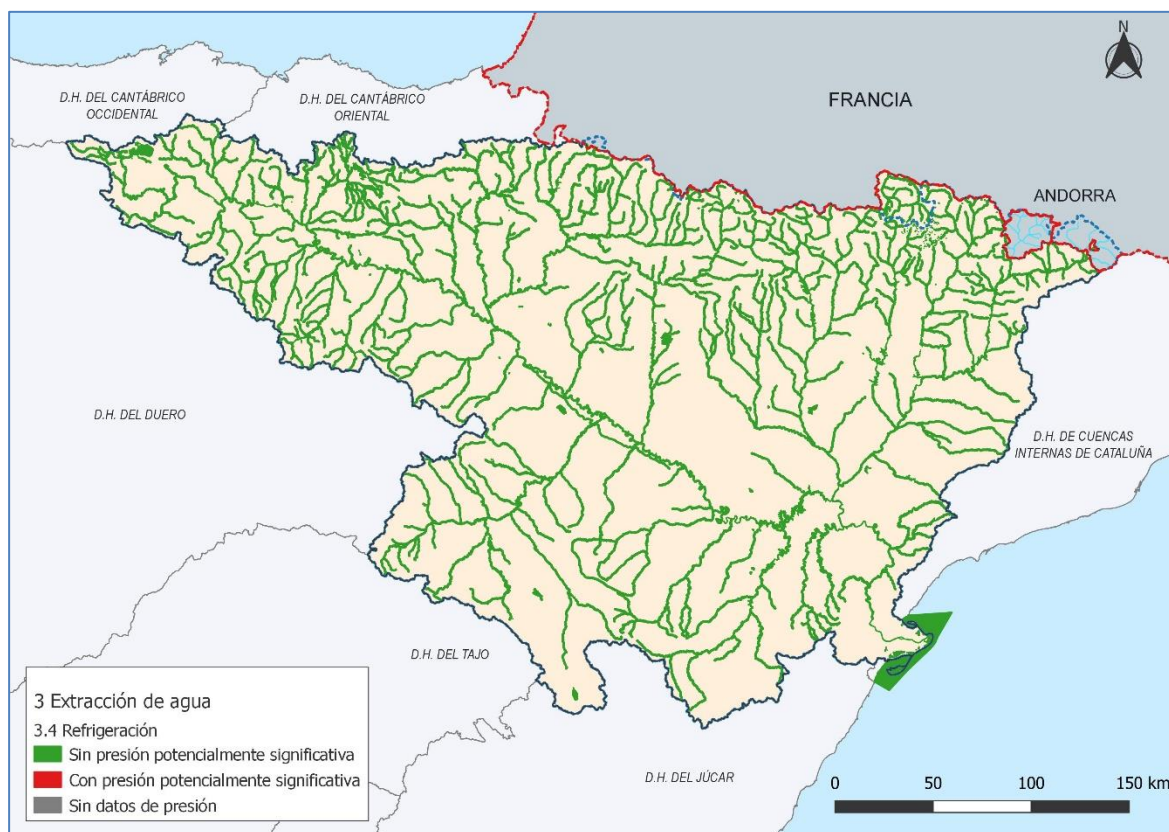 N
D.H. DEL CANTÁBRICO
OCCIDENTAL
D.H. DEL CANTÁBRICO
ORIENTAL
FRANCIA
ANDORRA
D.H. DEL DUERO
D.H. DE CUENCAS
INTERNAS DE CATALUÑA
D.H. DEL TAJO
D.H. DEL JÚCAR
3 Extracción de agua
3.4 Refrigeración
Sin presión potencialmente significativa
Con presión potencialmente significativa
Sin datos de presión
0 50 100 150 km